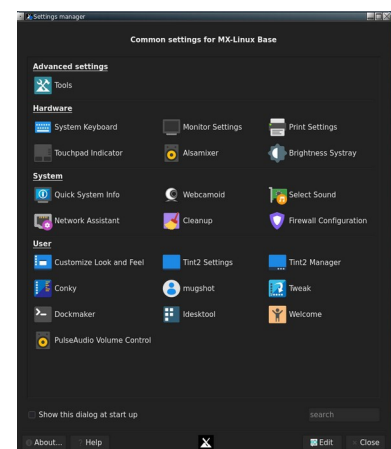 Settings manager
Common settings for MX-Linux Base
Advanced settings
Tools
Hardware
System Keyboard Monitor Settings Print Settings
Touchpad Indicator Alsamixer Brightness Systray
System
Quick System Info Webcamoid Select Sound
Network Assistant Cleanup Firewall Configuration
User
Customize Look and Feel Tint2 Settings Tint2 Manager
Conky mugshot Tweak
Dockmaker Idesktool Welcome
PulseAudio Volume Control
Show this dialog at start up search
About... ? Help Edit Close